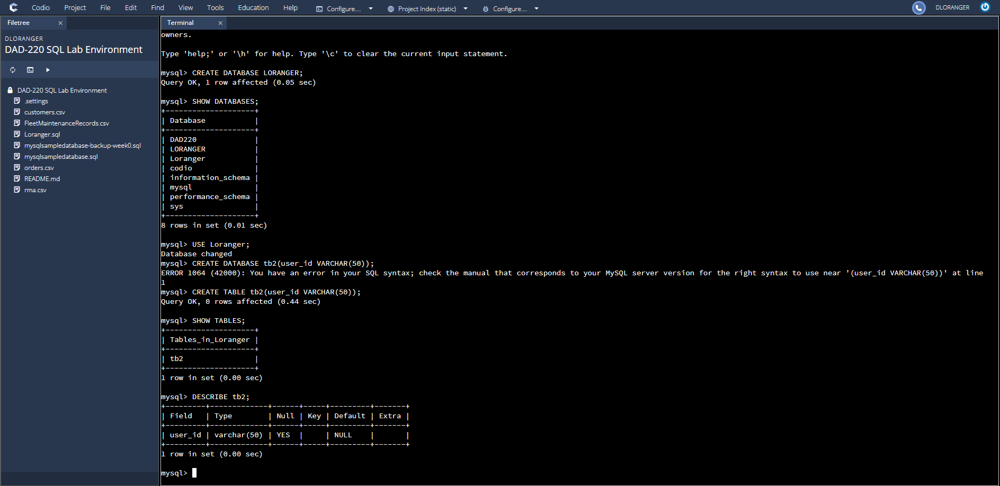 Codio Project File Edit Find View Tools Education Help Configure.... Project Index (static) Configure.... DLORANGER
Filetree
DLORANGER
DAD-220 SQL Lab Environment
DAD-220 SQL Lab Environment
.settings
customers.csv
FleetMaintenanceRecords.csv
Loranger.sql
mysqlsampledatabase-backup-week0.sql
mysqlsampledatabase.sql
orders.csv
README.md
rma.csv
Terminal
owners.
Type 'help;' or '\h' for help. Type '\c' to clear the current input statement.
mysql> CREATE DATABASE LORANGER;
Query OK, 1 row affected (0.05 sec)
mysql> SHOW DATABASES;
+--------------------+
| Database           |
+--------------------+
| DAD220             |
| LORANGER           |
| Loranger           |
| codio              |
| information_schema |
| mysql              |
| performance_schema |
| sys                |
+--------------------+
8 rows in set (0.01 sec)
mysql> USE Loranger;
Database changed
mysql> CREATE DATABASE tb2(user_id VARCHAR(50));
ERROR 1064 (42000): You have an error in your SQL syntax; check the manual that corresponds to your MySQL server version for the right syntax to use near '(user_id VARCHAR(50))' at line
1
mysql> CREATE TABLE tb2(user_id VARCHAR(50));
Query OK, 0 rows affected (0.44 sec)
mysql> SHOW TABLES;
+--------------------+
| Tables_in_Loranger |
+--------------------+
| tb2                |
+--------------------+
1 row in set (0.00 sec)
mysql> DESCRIBE tb2;
+---------+-------------+------+-----+---------+-------+
| Field   | Type        | Null | Key | Default | Extra |
+---------+-------------+------+-----+---------+-------+
| user_id | varchar(50) | YES  |     | NULL    |       |
+---------+-------------+------+-----+---------+-------+
1 row in set (0.00 sec)
mysql>